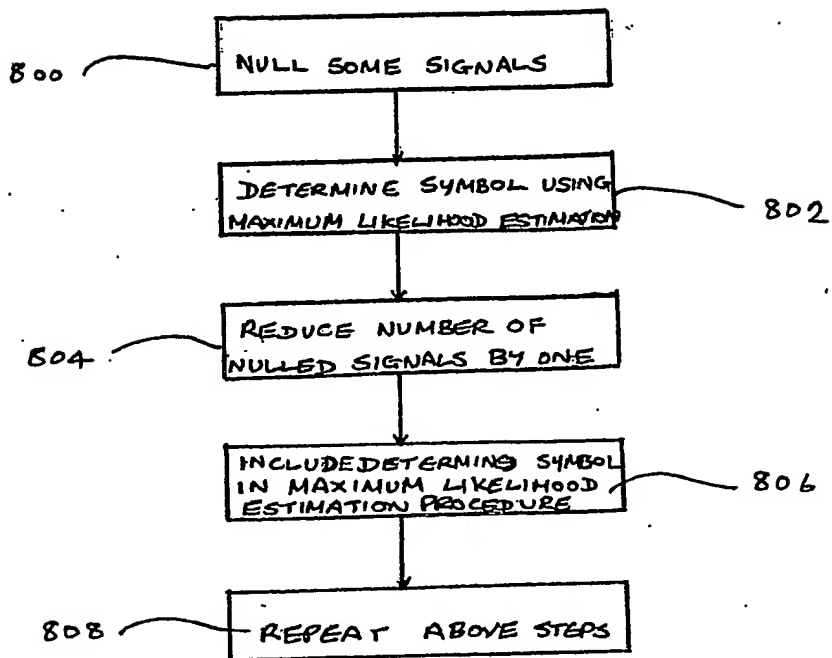 800
NULL SOME SIGNALS
DETERMINE SYMBOL USING
MAXIMUM LIKELIHOOD ESTIMATION
802
804
REDUCE NUMBER OF
NULLED SIGNALS BY ONE
INCLUDEDETERMINED SYMBOL
IN MAXIMUM LIKELIHOOD
ESTIMATION PROCEDURE
806
808
REPEAT ABOVE STEPS